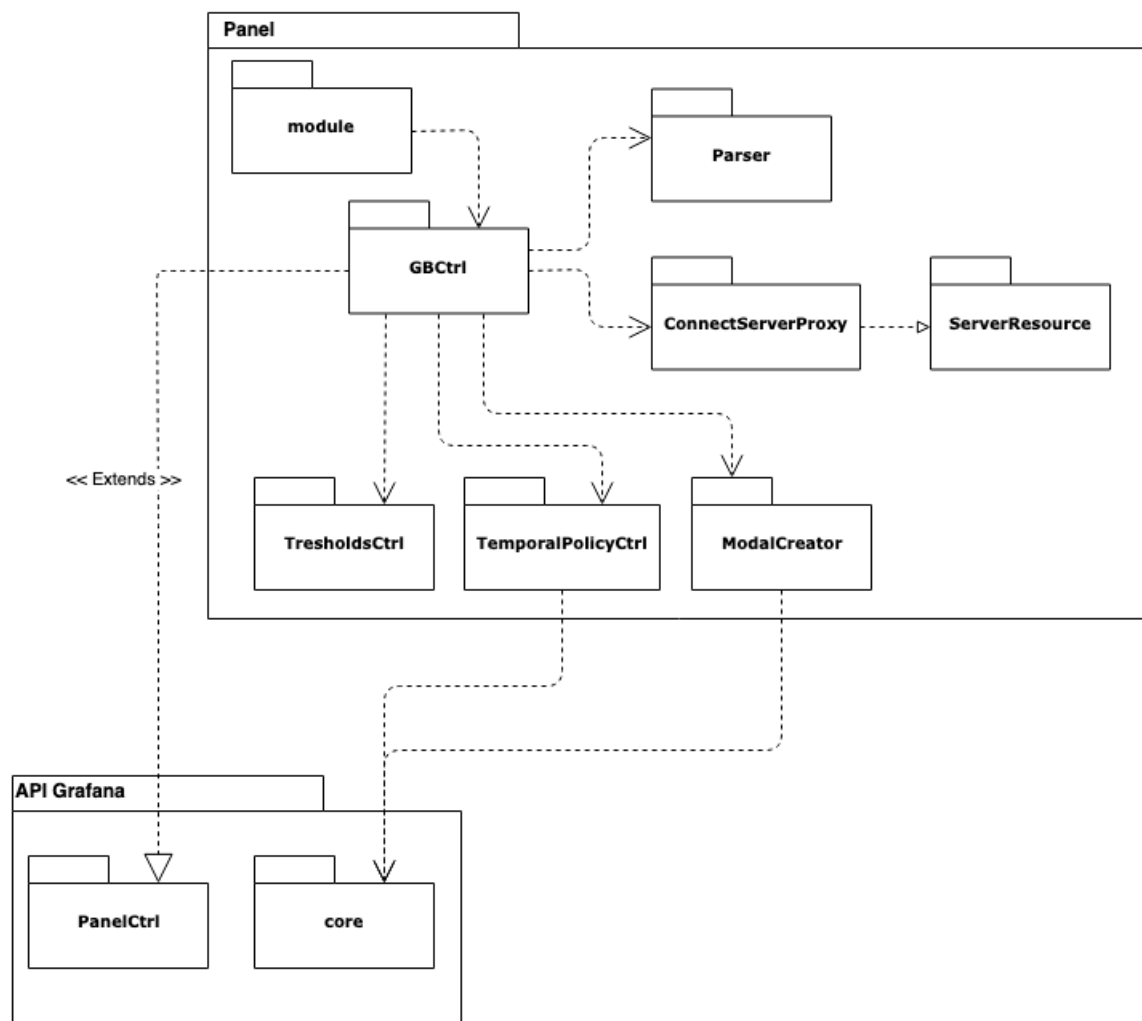 Panel
module
Parser
GBCtrl
ConnectServerProxy
ServerResource
<< Extends >>
TresholdsCtrl
TemporalPolicyCtrl
ModalCreator
API Grafana
PanelCtrl
core